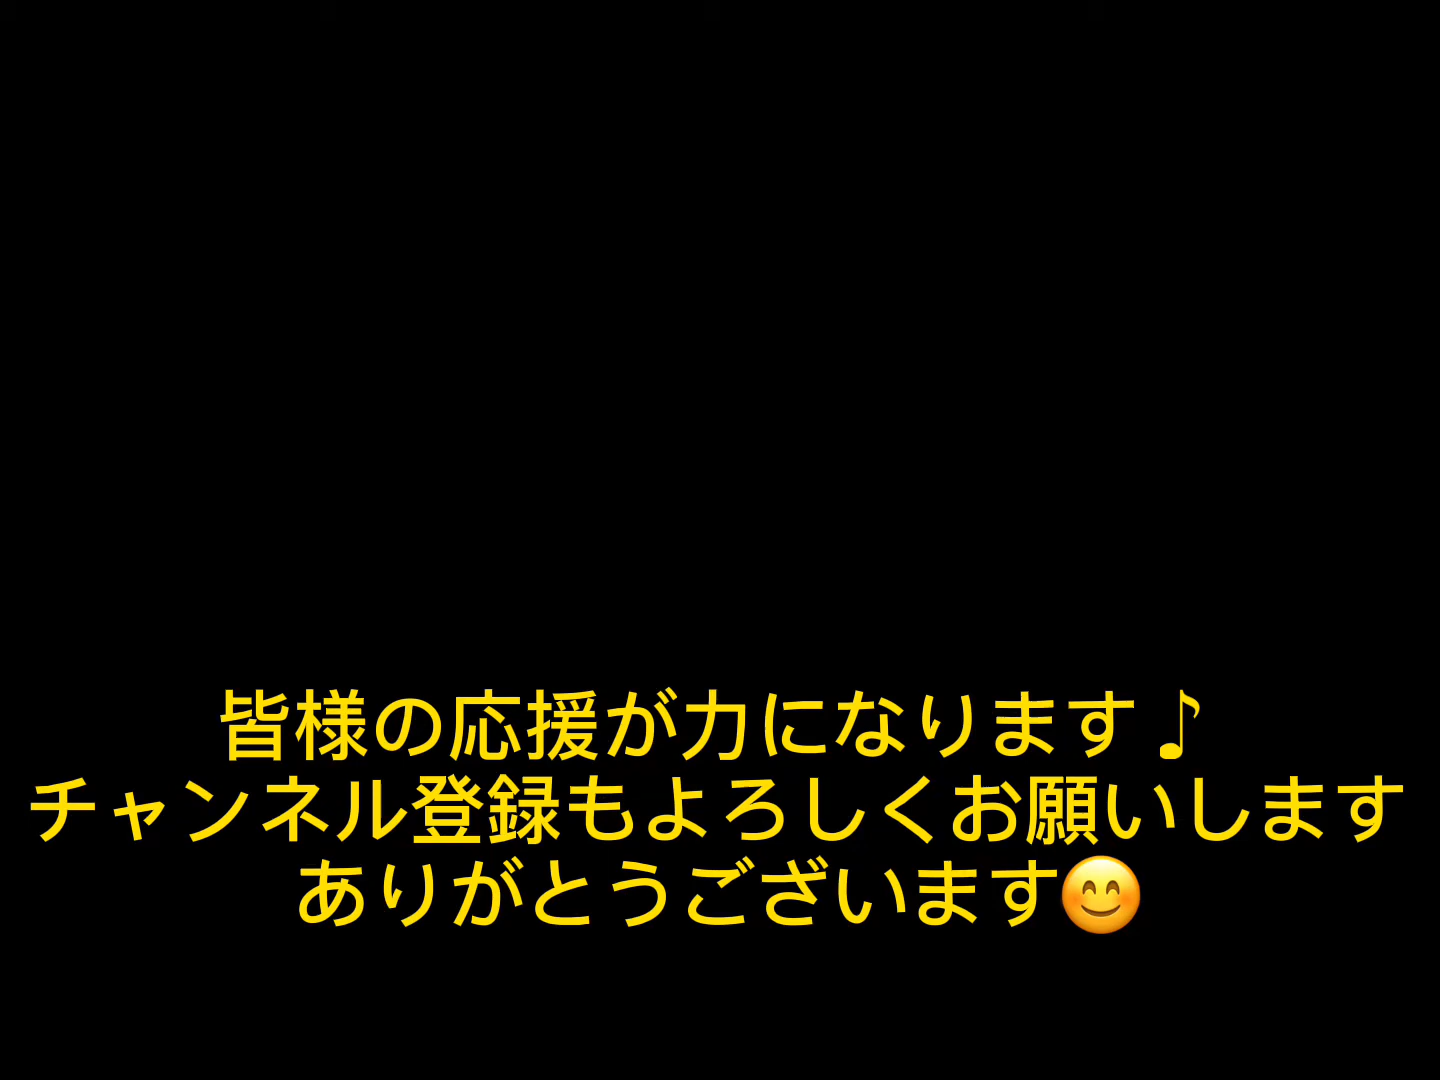 皆様の応援が力になります♪
チャンネル登録もよろしくお願いします
ありがとうございます😊